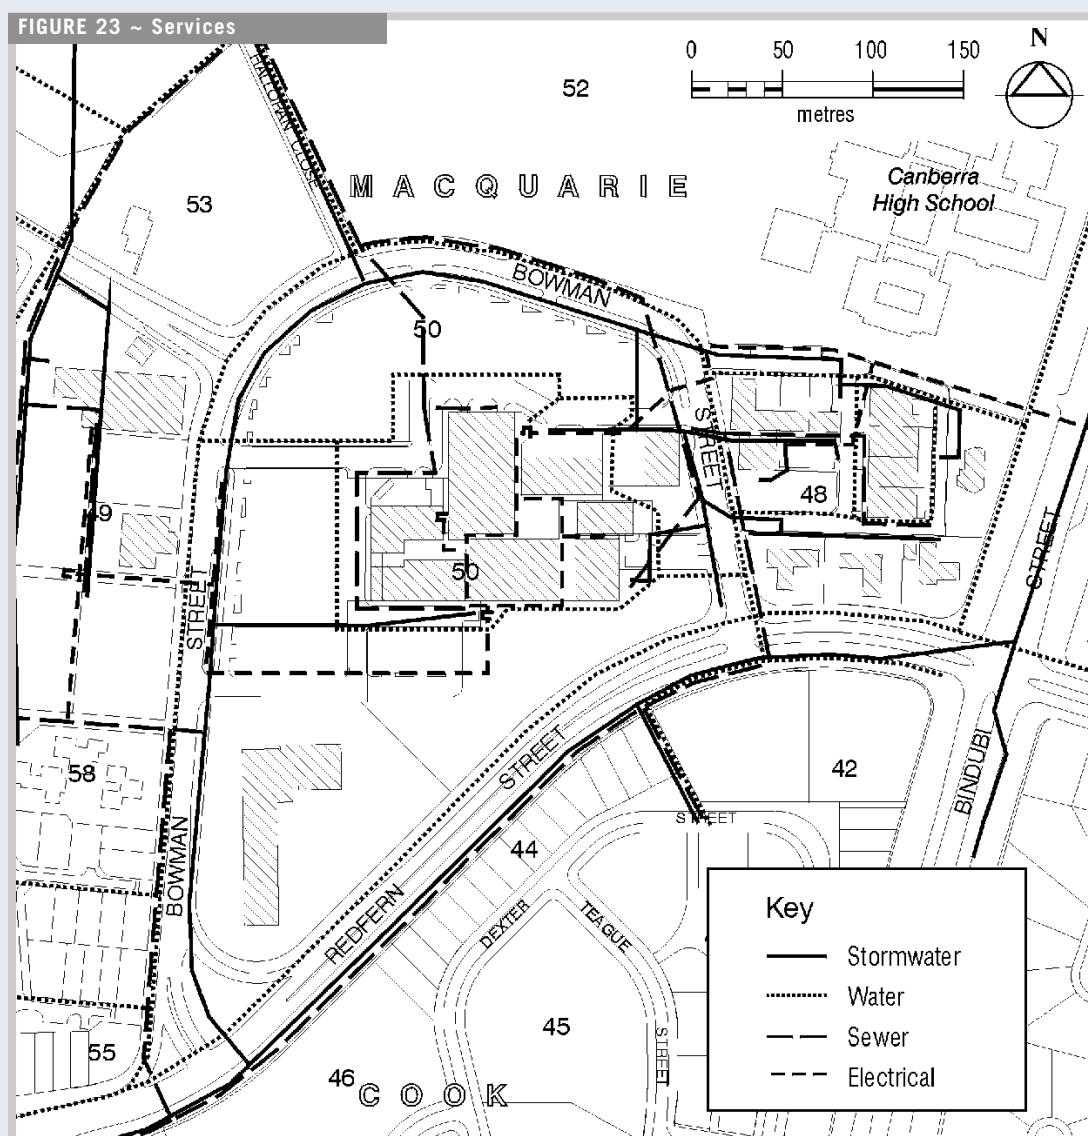 FIGURE 23 ~ Services
0 50 100 150
metres
N
52
HALLORAN CLOSE
MACQUARIE
Canberra
High School
53
BOWMAN
STREET
50
49
48
50
STREET
BOWMAN
STREET
BINDUBI
58
REDFERN
STREET
42
STREET
44
DEXTER
TEAGUE
STREET
45
46
55
COOK
Key
Stormwater
Water
Sewer
Electrical